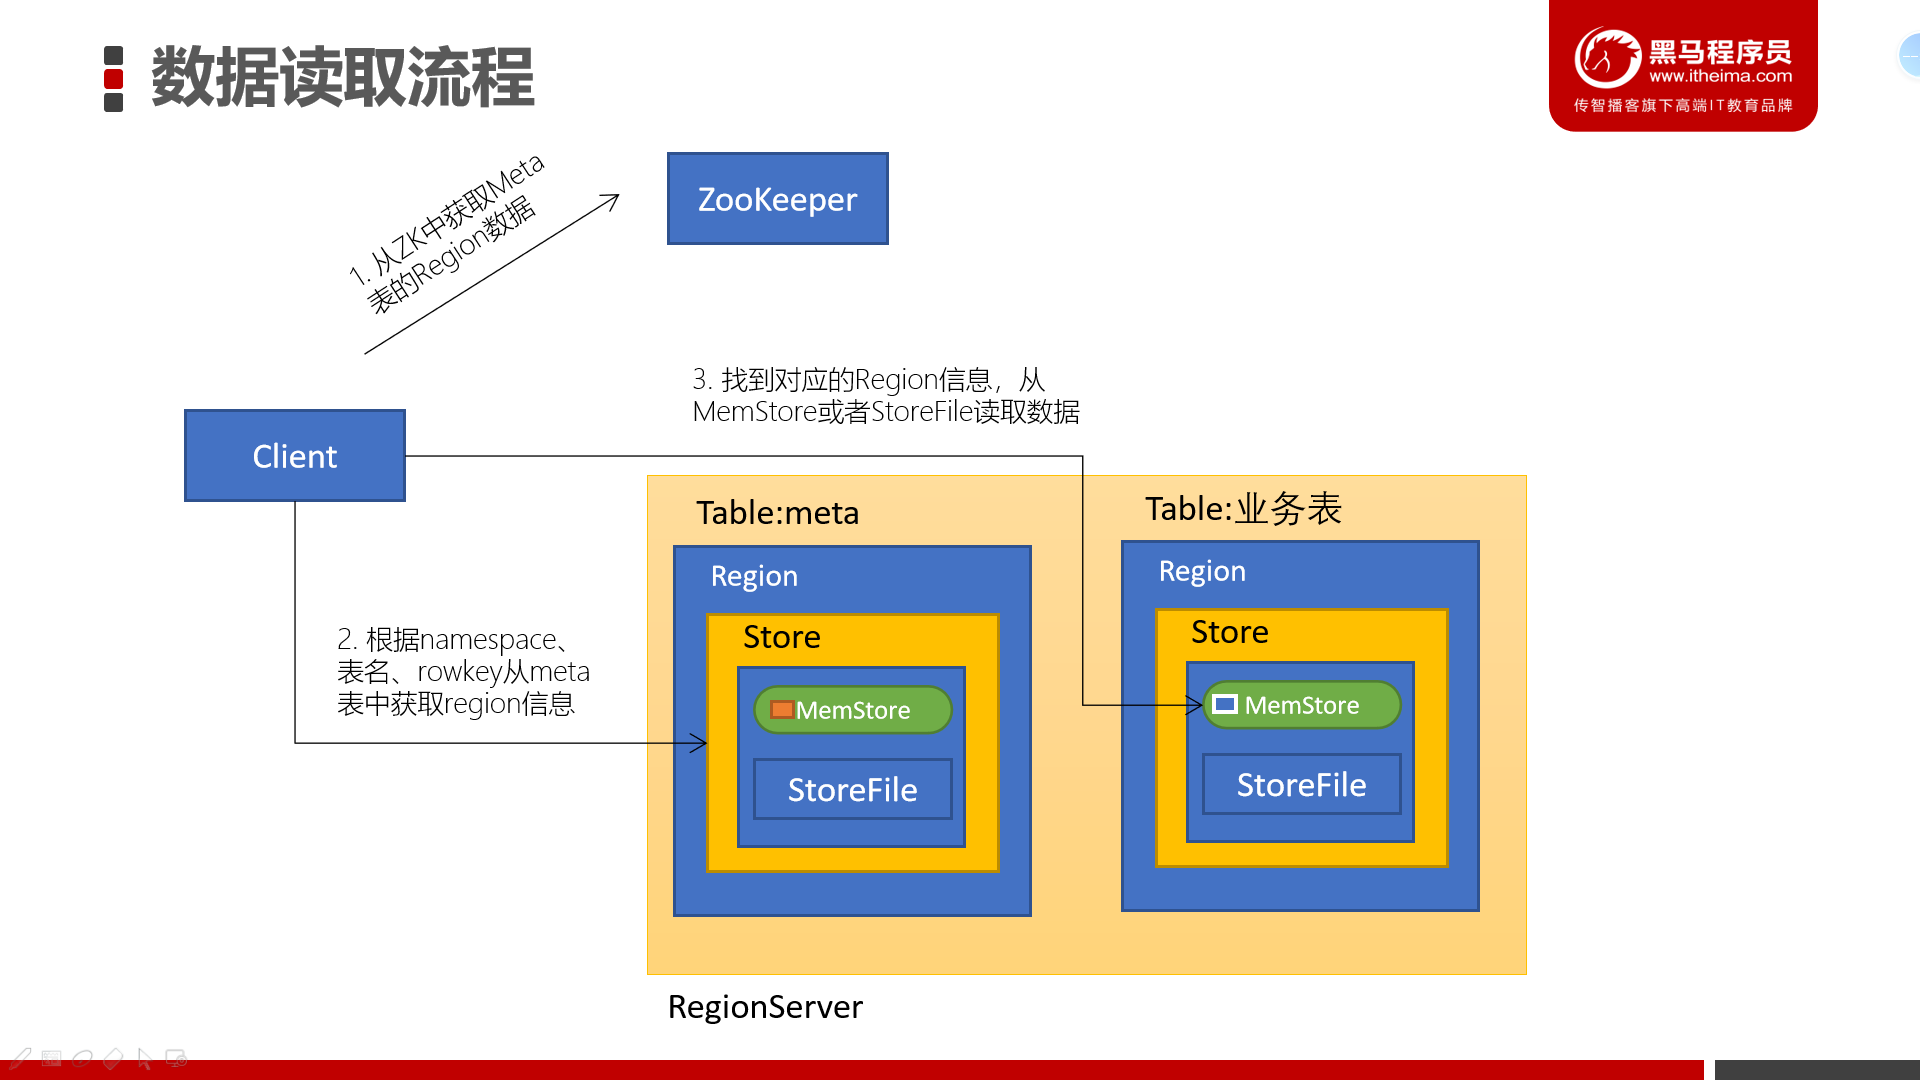 数据读取流程
黑马程序员
www.itheima.com
传智播客旗下高端IT教育品牌
ZooKeeper
1. 从ZK中获取Meta
表的Region数据
3. 找到对应的Region信息，从
MemStore或者StoreFile读取数据
Client
Table:meta
Table:业务表
Region
Region
Store
Store
2. 根据namespace、
表名、rowkey从meta
表中获取region信息
MemStore
MemStore
StoreFile
StoreFile
RegionServer